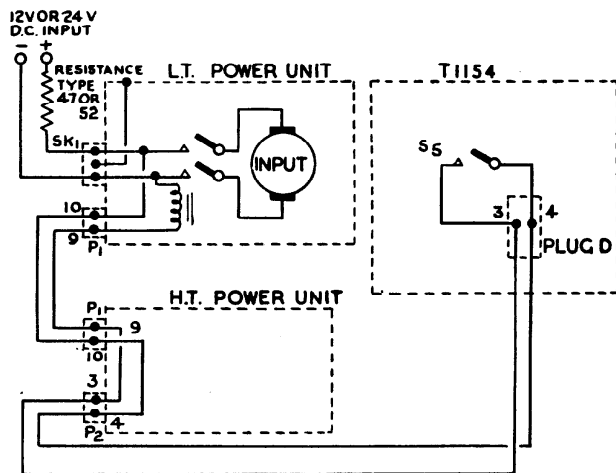 12V OR 24V
D.C. INPUT
− +
RESISTANCE
TYPE
47 OR
52
L.T. POWER UNIT
T1154
SK1
INPUT
S5
10
9
P1
3
4
PLUG D
H.T. POWER UNIT
P1
9
10
3
4
P2